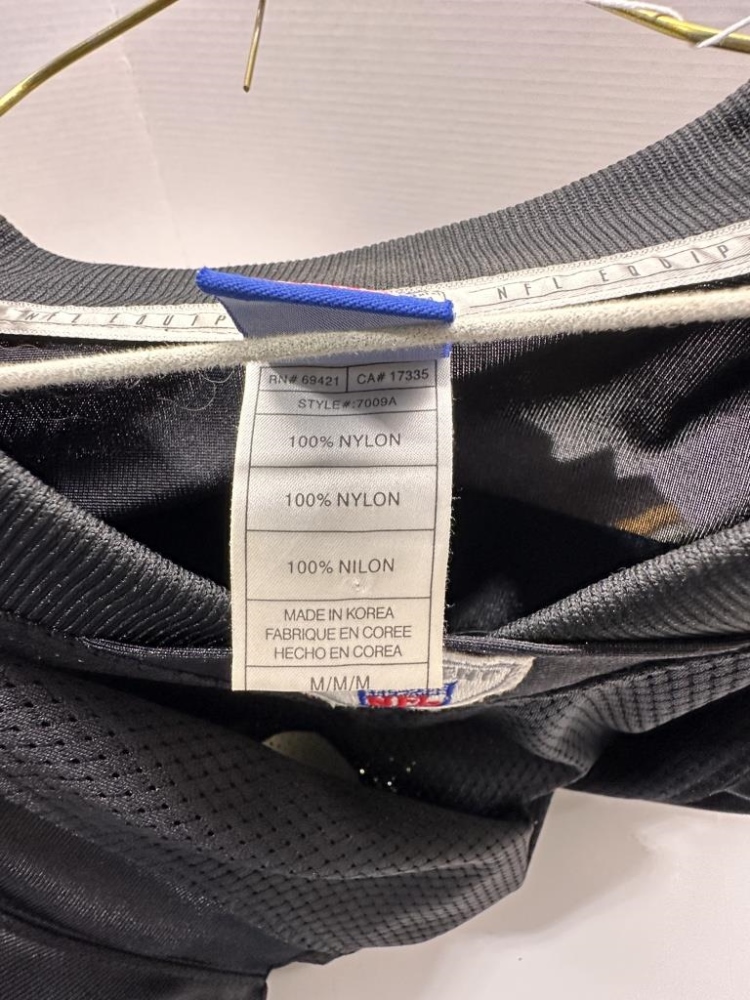 NFL EQUIP
NFL EQUIP
RN# 69421 CA# 17335
STYLE#:7009A
100% NYLON
100% NYLON
100% NILON
MADE IN KOREA
FABRIQUE EN COREE
HECHO EN COREA
M/M/M
NFL